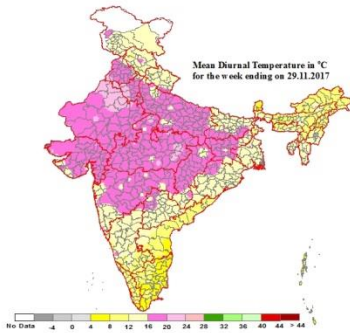 Mean Diurnal Temperature in °C
for the week ending on 29.11.2017
No Data -4 0 4 8 12 16 20 24 28 32 36 40 44 > 44